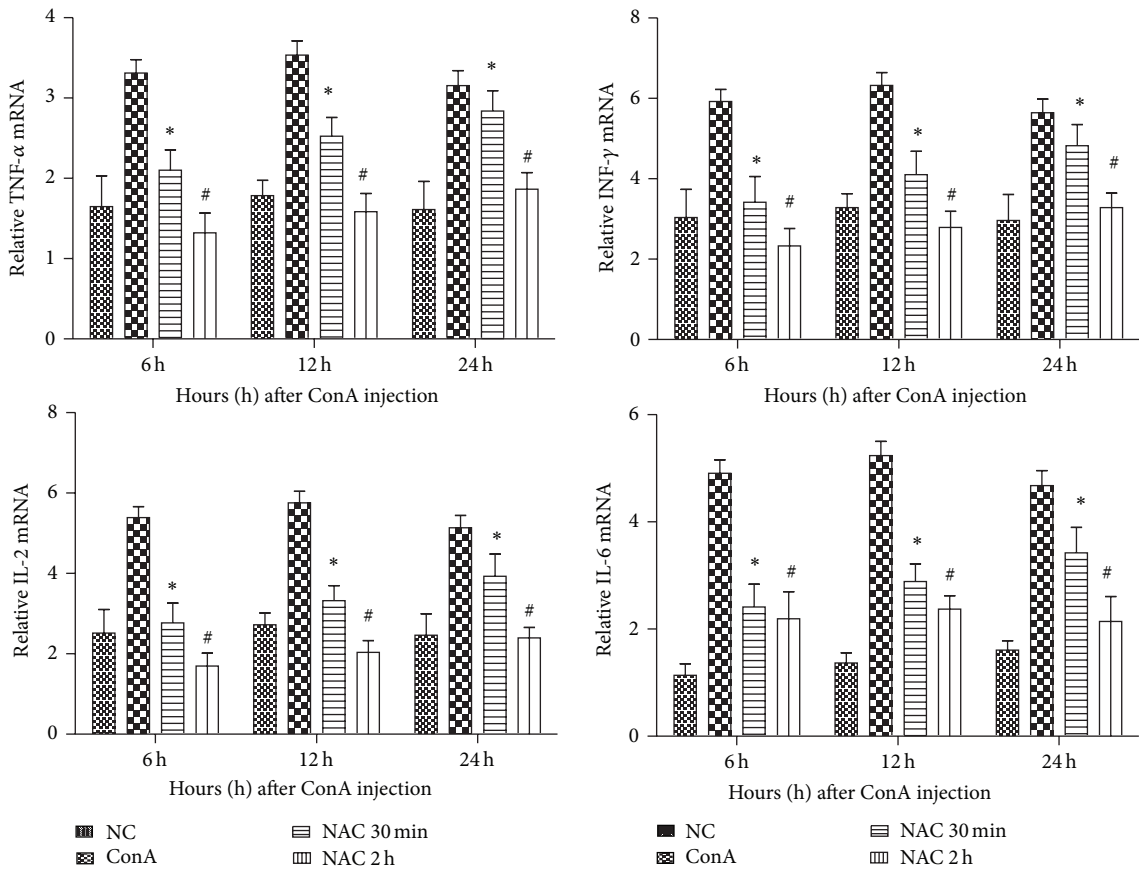 4
3
2
1
0
Relative TNF-α mRNA
*
#
*
#
*
#
6 h
12 h
24 h
Hours (h) after ConA injection
8
6
4
2
0
Relative INF-γ mRNA
*
#
*
#
*
#
6 h
12 h
24 h
Hours (h) after ConA injection
8
6
4
2
0
Relative IL-2 mRNA
*
#
*
#
*
#
6 h
12 h
24 h
Hours (h) after ConA injection
NC
ConA
NAC 30 min
NAC 2 h
6
4
2
0
Relative IL-6 mRNA
*
#
*
#
*
#
6 h
12 h
24 h
Hours (h) after ConA injection
NC
ConA
NAC 30 min
NAC 2 h